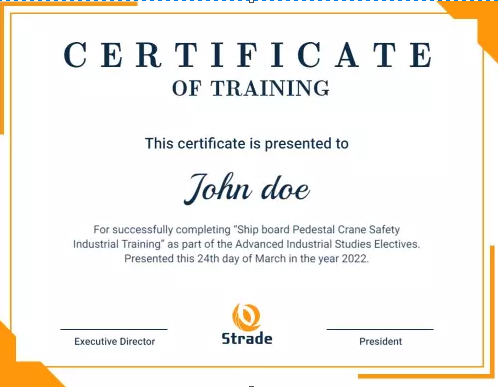 CERTIFICATE
OF TRAINING
This certificate is presented to
John doe
For successfully completing “Ship board Pedestal Crane Safety
Industrial Training” as part of the Advanced Industrial Studies Electives.
Presented this 24th day of March in the year 2022.
Strade
Executive Director
President